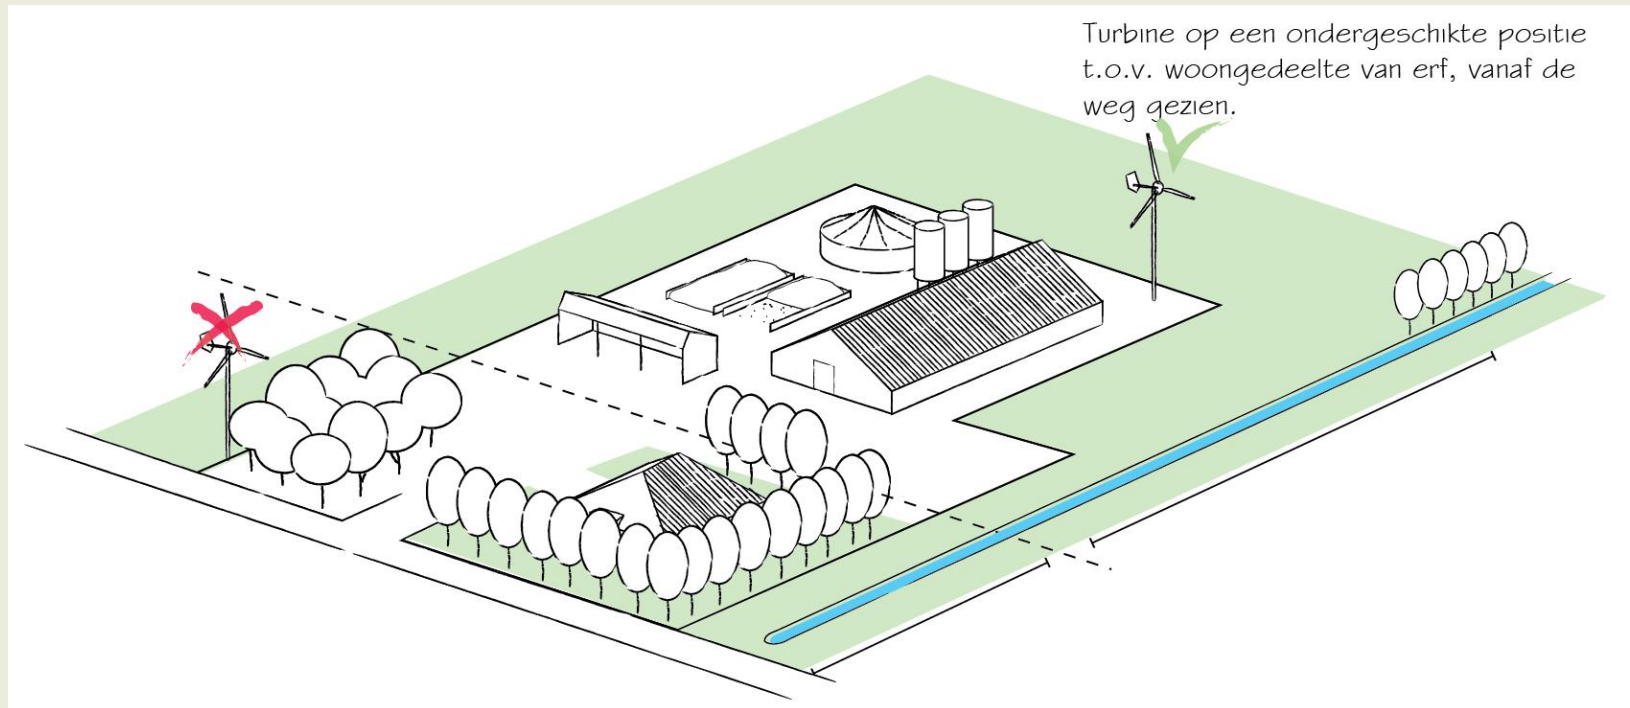 Turbine op een ondergeschikte positie
t.o.v. woongedeelte van erf, vanaf de
weg gezien.